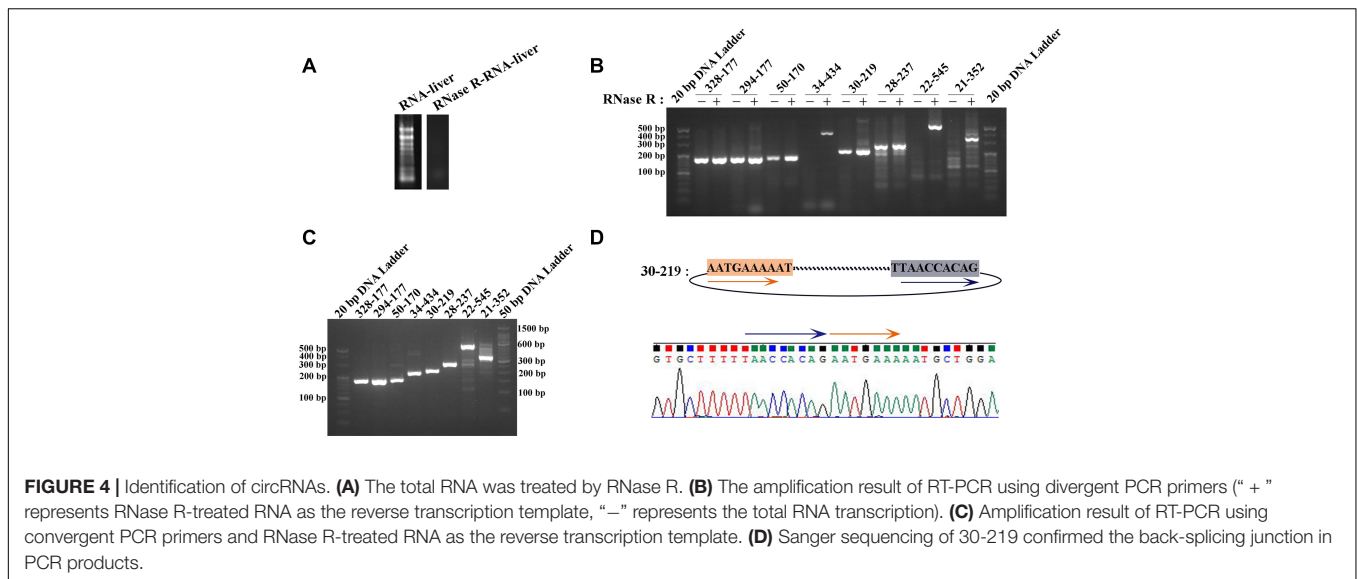 A
RNA-liver
RNase R-RNA-liver
B
20 bp DNA Ladder
328-177
294-177
50-170
34-434
30-219
28-237
22-545
21-352
20 bp DNA Ladder
RNase R : − + − + − + − + − + − + − + − +
500 bp
400 bp
300 bp
200 bp
100 bp
C
20 bp DNA Ladder
328-177
294-177
50-170
34-434
30-219
28-237
22-545
21-352
50 bp DNA Ladder
500 bp
400 bp
300 bp
200 bp
100 bp
1500 bp
600 bp
300 bp
200 bp
100 bp
D
30-219 : AATGAAAAAT TTAACCACAG
GTGCTTTTTAACCACAGAATGAAAAATGCTGGA
FIGURE 4 | Identification of circRNAs. (A) The total RNA was treated by RNase R. (B) The amplification result of RT-PCR using divergent PCR primers (“ + ”
represents RNase R-treated RNA as the reverse transcription template, “−” represents the total RNA transcription). (C) Amplification result of RT-PCR using
convergent PCR primers and RNase R-treated RNA as the reverse transcription template. (D) Sanger sequencing of 30-219 confirmed the back-splicing junction in
PCR products.